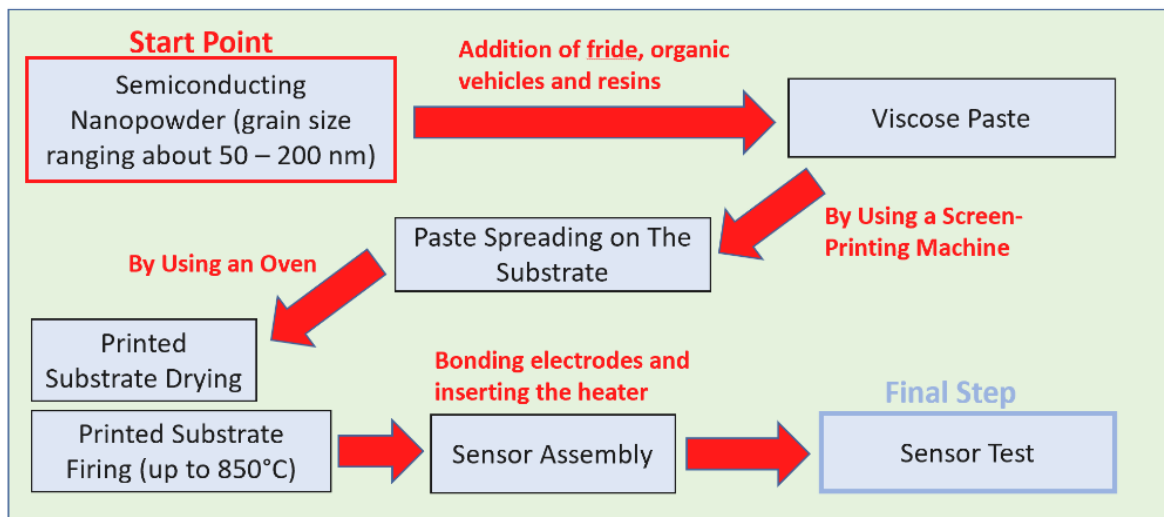 Start Point
Semiconducting
Nanopowder (grain size
ranging about 50 – 200 nm)
Addition of fride, organic
vehicles and resins
Viscose Paste
By Using a Screen-
Printing Machine
Paste Spreading on The
Substrate
By Using an Oven
Printed
Substrate Drying
Printed Substrate
Firing (up to 850°C)
Bonding electrodes and
inserting the heater
Sensor Assembly
Final Step
Sensor Test